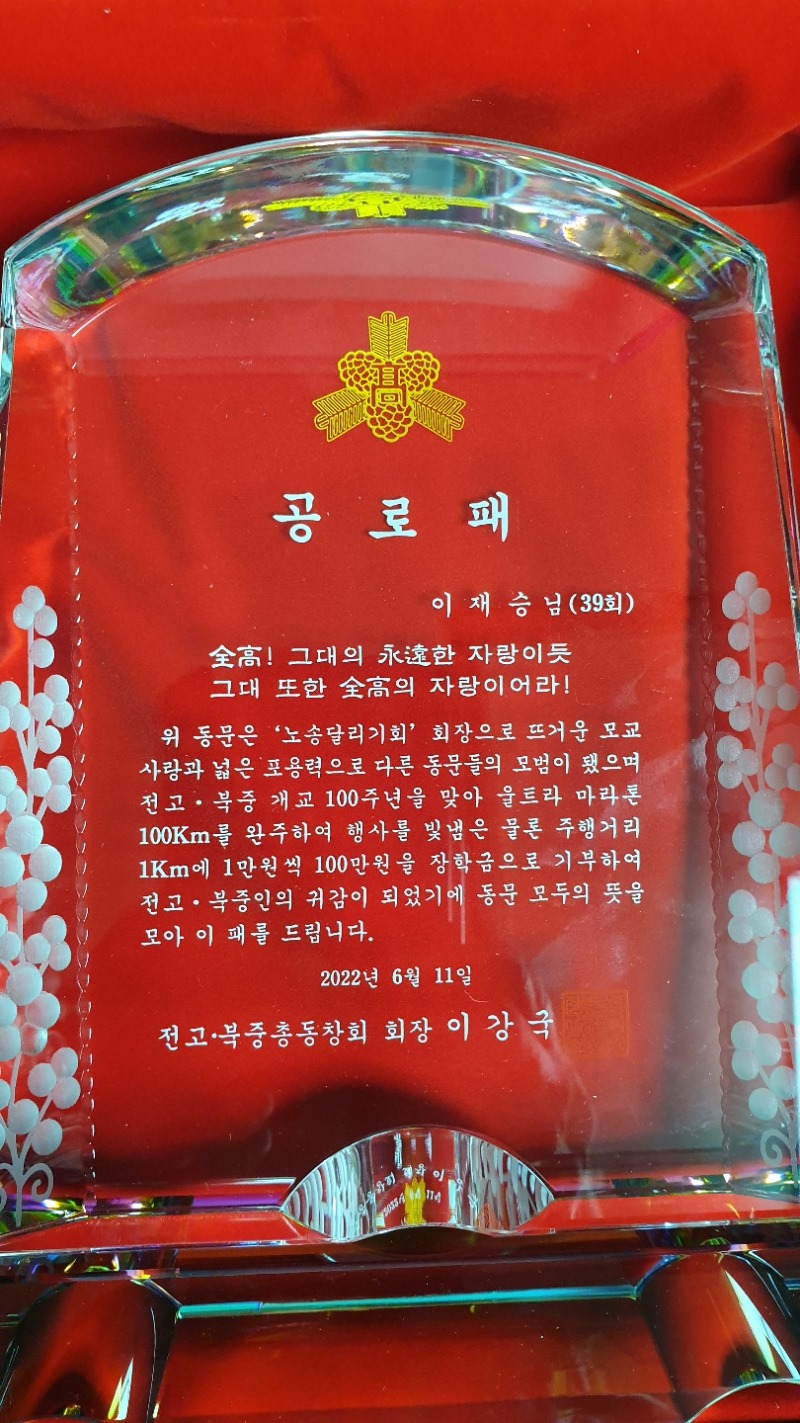 高
공 로 패
이 재 승 님 (39회)
全高! 그대의 永遠한 자랑이듯
그대 또한 全高의 자랑이어라!
위 동문은 ‘노송달리기회’ 회장으로 뜨거운 모교
사랑과 넓은 포용력으로 다른 동문들의 모범이 됐으며
전고·북중 개교 100주년을 맞아 울트라 마라톤
100Km를 완주하여 행사를 빛냄은 물론 주행거리
1Km에 1만원씩 100만원을 장학금으로 기부하여
전고·북중인의 귀감이 되었기에 동문 모두의 뜻을
모아 이 패를 드립니다.
2022년 6월 11일
전고·북중총동창회 회장 이 강 국